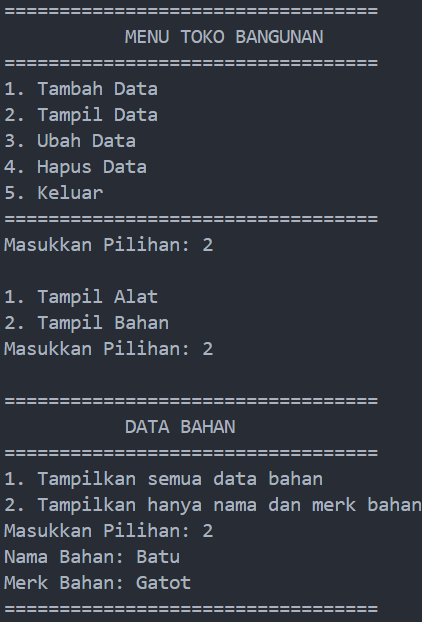 ==================================
MENU TOKO BANGUNAN
==================================
1. Tambah Data
2. Tampil Data
3. Ubah Data
4. Hapus Data
5. Keluar
==================================
Masukkan Pilihan: 2
1. Tampil Alat
2. Tampil Bahan
Masukkan Pilihan: 2
==================================
DATA BAHAN
==================================
1. Tampilkan semua data bahan
2. Tampilkan hanya nama dan merk bahan
Masukkan Pilihan: 2
Nama Bahan: Batu
Merk Bahan: Gatot
==================================